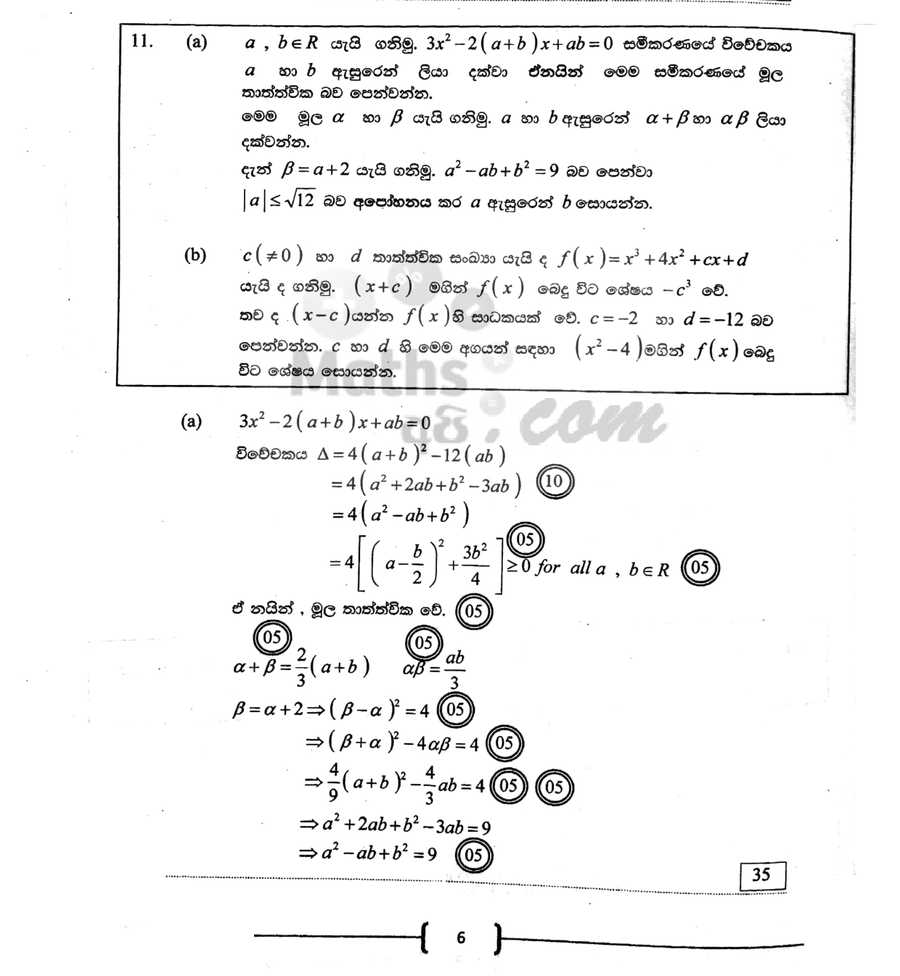 11. (a) a , b∈R යැයි ගනිමු. 3x² − 2( a+b )x + ab = 0 සමීකරණයේ විවේචකය
a හා b ඇසුරෙන් ලියා දක්වා ඒනයින් මෙම සමීකරණයේ මූල
තාත්ත්වික බව පෙන්වන්න.
මෙම මූල α හා β යැයි ගනිමු. a හා b ඇසුරෙන් α + β හා α β ලියා
දක්වන්න.
දැන් β = a + 2 යැයි ගනිමු. a² − ab + b² = 9 බව පෙන්වා
|a| ≤ √12 බව අපෝහනය කර a ඇසුරෙන් b සොයන්න.
(b) c ( ≠ 0 ) හා d තාත්ත්වික සංඛ්‍යා යැයි ද f ( x ) = x³ + 4x² + cx + d
යැයි ද ගනිමු. ( x + c ) මගින් f ( x ) බෙදූ විට ශේෂය − c³ වේ.
තව ද ( x − c ) යන්න f ( x ) හි සාධකයක් වේ. c = −2 හා d = −12 බව
පෙන්වන්න. c හා d හි මෙම අගයන් සඳහා ( x² − 4 ) මගින් f ( x ) බෙදූ
විට ශේෂය සොයන්න.
Maths
අපි . com
(a) 3x² − 2( a + b )x + ab = 0
විවේචකය Δ = 4( a + b )² − 12( ab )
= 4( a² + 2ab + b² − 3ab ) 10
= 4( a² − ab + b² )
= 4[ ( a − b/2 )² + 3b²/4 ] 05 ≥ 0 for all a , b∈R 05
ඒ නයින් , මූල තාත්ත්වික වේ. 05
05 05
α + β = 2/3 ( a + b ) αβ = ab/3
β = α + 2 ⇒ ( β − α )² = 4 05
⇒ ( β + α )² − 4αβ = 4 05
⇒ 4/9 ( a + b )² − 4/3 ab = 4 05 05
⇒ a² + 2ab + b² − 3ab = 9
⇒ a² − ab + b² = 9 05
35
6